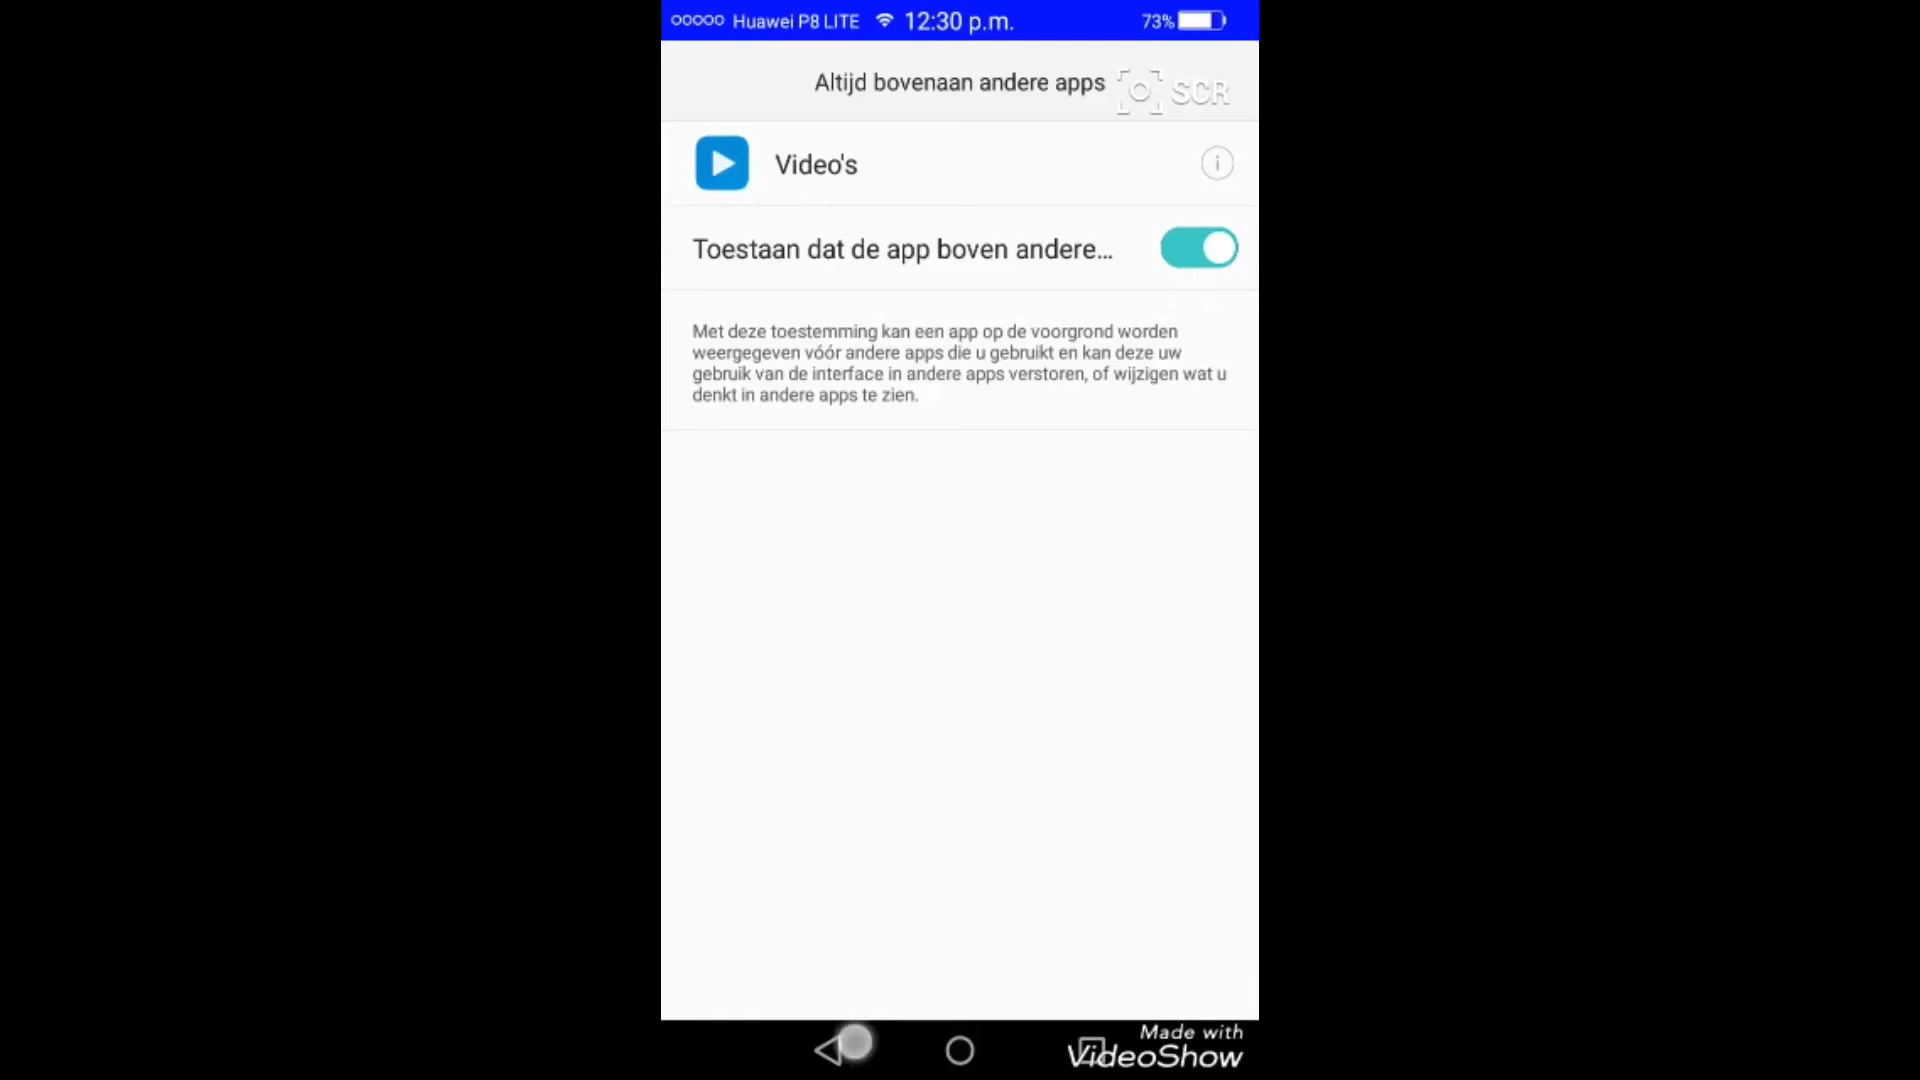 Huawei P8 LITE 12:30 p.m. 73%
Altijd bovenaan andere apps
SCR
Video's
Toestaan dat de app boven andere...
Met deze toestemming kan een app op de voorgrond worden
weergegeven vóór andere apps die u gebruikt en kan deze uw
gebruik van de interface in andere apps verstoren, of wijzigen wat u
denkt in andere apps te zien.
Made with
VideoShow